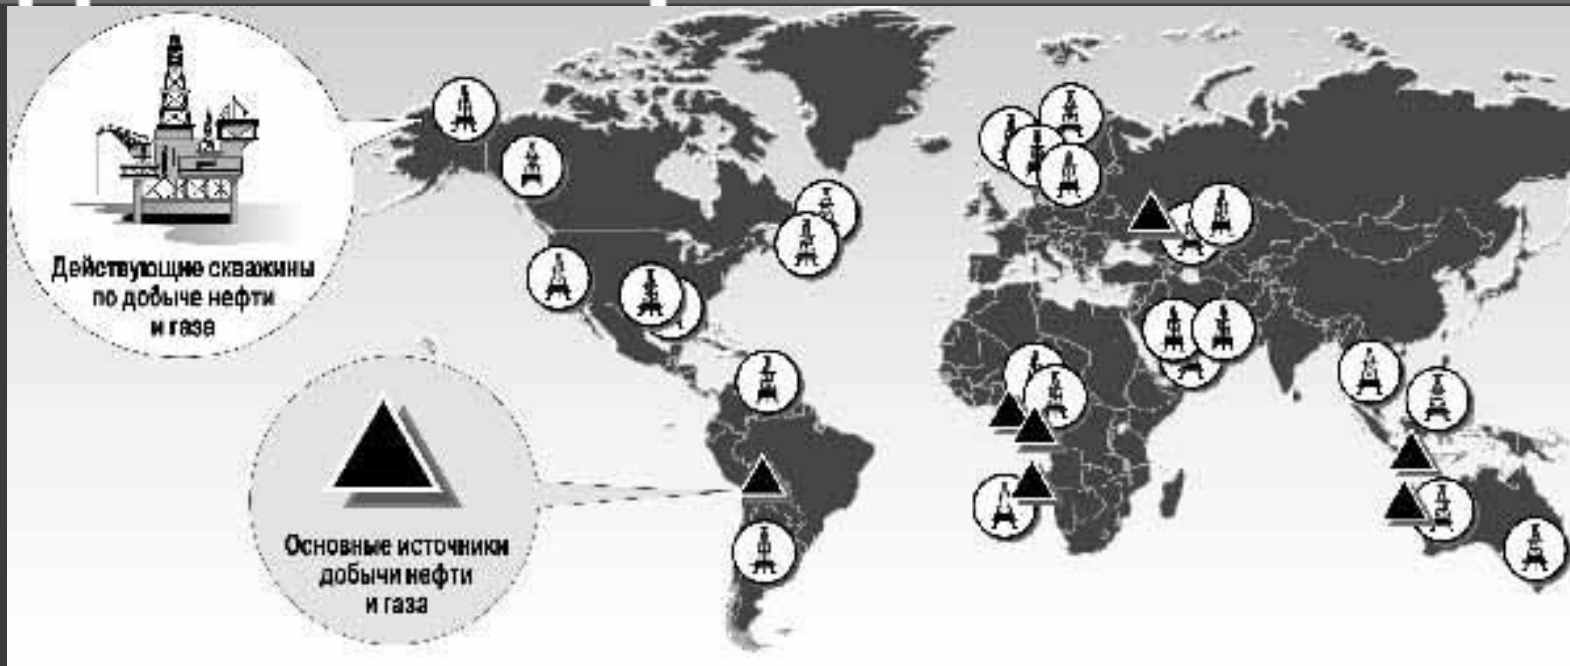 Действующие скважины
по добыче нефти
и газа
Основные источники
добычи нефти
и газа